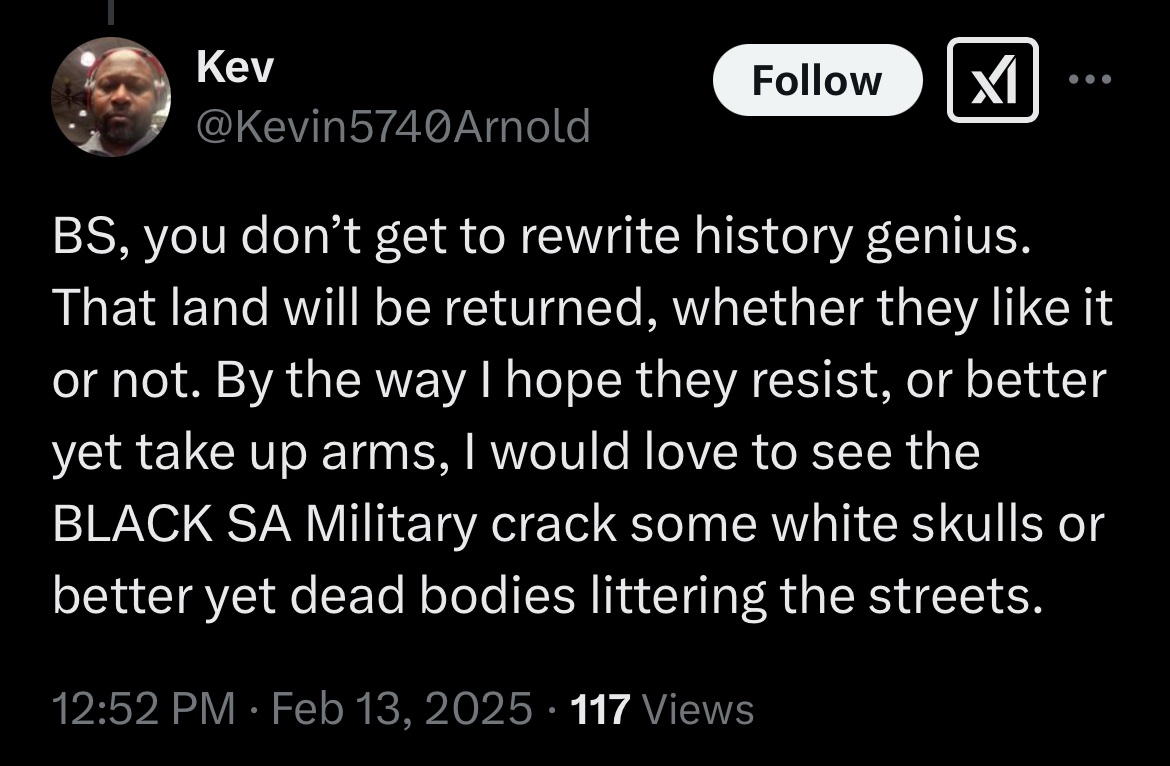 Kev
Follow
@Kevin5740Arnold
BS, you don’t get to rewrite history genius.
That land will be returned, whether they like it
or not. By the way I hope they resist, or better
yet take up arms, I would love to see the
BLACK SA Military crack some white skulls or
better yet dead bodies littering the streets.
12:52 PM · Feb 13, 2025 · 117 Views